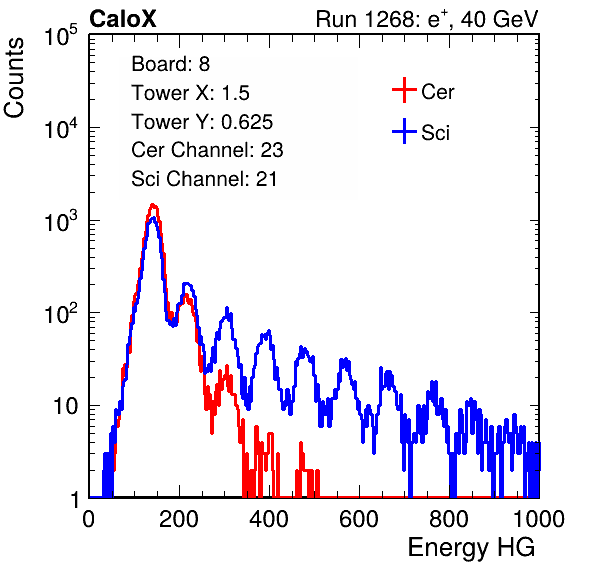 CaloX Run 1268: e⁺, 40 GeV
Counts
10⁵
10⁴
10³
10²
10
1
Board: 8
Tower X: 1.5
Tower Y: 0.625
Cer Channel: 23
Sci Channel: 21
Cer
Sci
0 200 400 600 800 1000
Energy HG